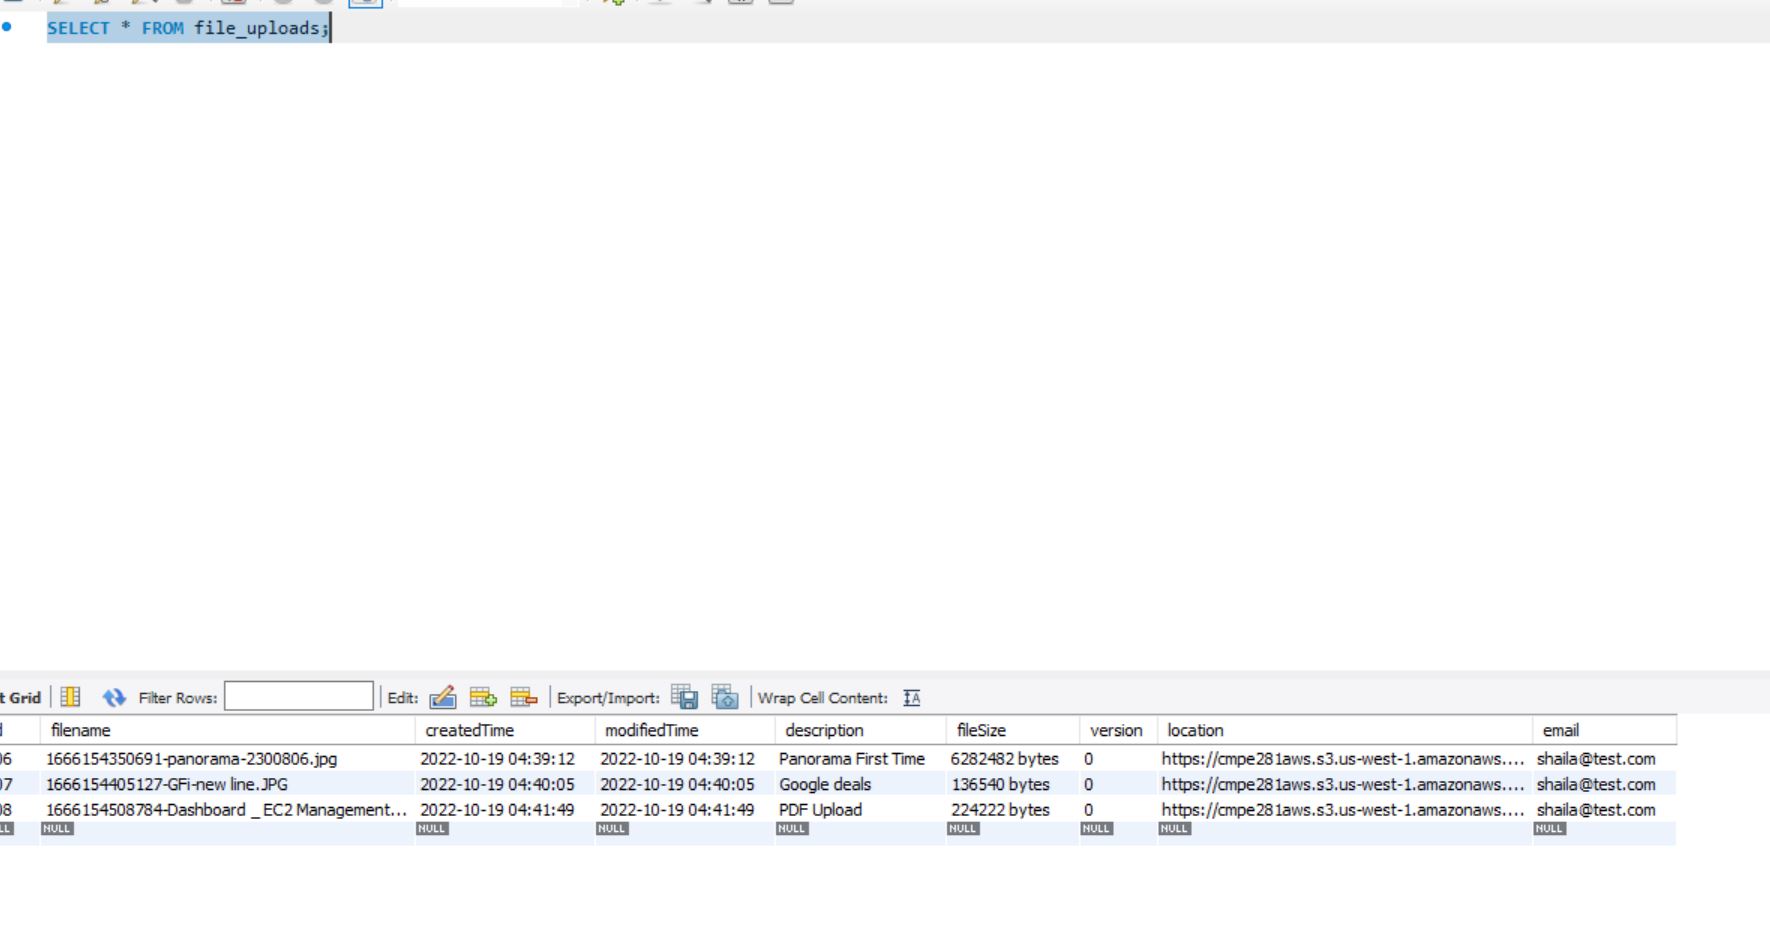 SELECT * FROM file_uploads;
t Grid Filter Rows: Edit: Export/Import: Wrap Cell Content:
filename createdTime modifiedTime description fileSize version location email
06 1666154350691-panorama-2300806.jpg 2022-10-19 04:39:12 2022-10-19 04:39:12 Panorama First Time 6282482 bytes 0 https://cmpe281aws.s3.us-west-1.amazonaws.... shaila@test.com
07 1666154405127-GFi-new line.JPG 2022-10-19 04:40:05 2022-10-19 04:40:05 Google deals 136540 bytes 0 https://cmpe281aws.s3.us-west-1.amazonaws.... shaila@test.com
08 1666154508784-Dashboard _ EC2 Management... 2022-10-19 04:41:49 2022-10-19 04:41:49 PDF Upload 224222 bytes 0 https://cmpe281aws.s3.us-west-1.amazonaws.... shaila@test.com
LL NULL NULL NULL NULL NULL NULL NULL NULL